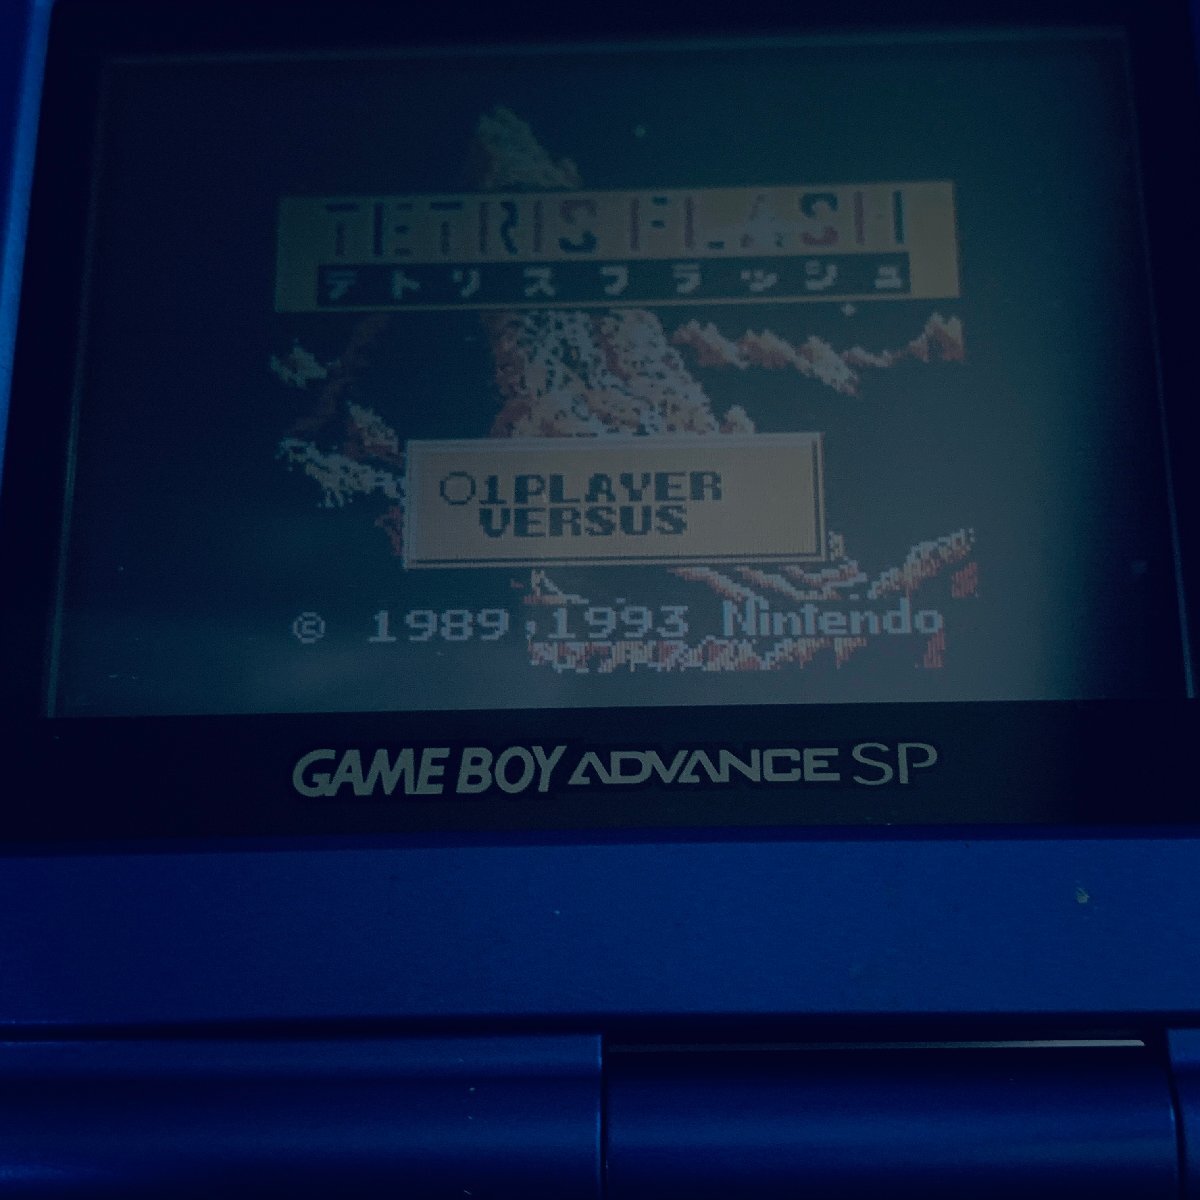 TETRIS FLASH
テトリスフラッシュ
1PLAYER
VERSUS
© 1989,1993 Nintendo
GAME BOY ADVANCE SP